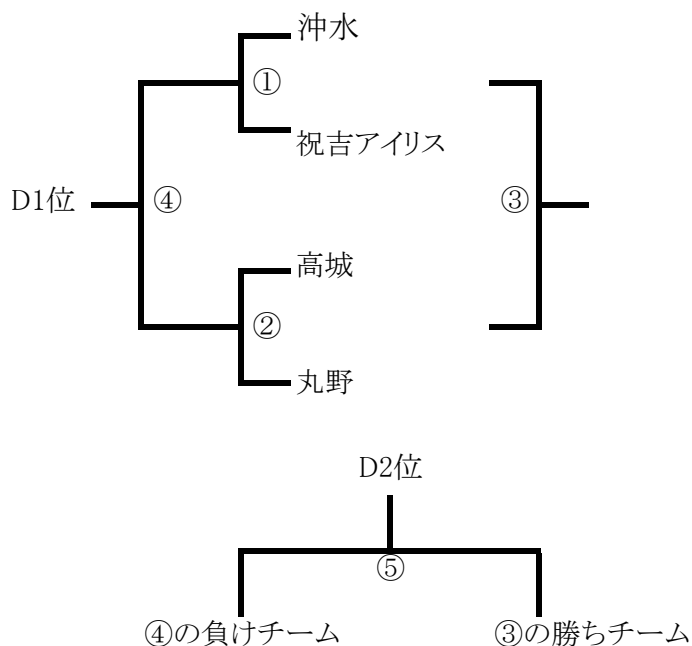 沖水
①
祝吉アイリス
D1位
④
③
高城
②
丸野
D2位
⑤
④の負けチーム
③の勝ちチーム